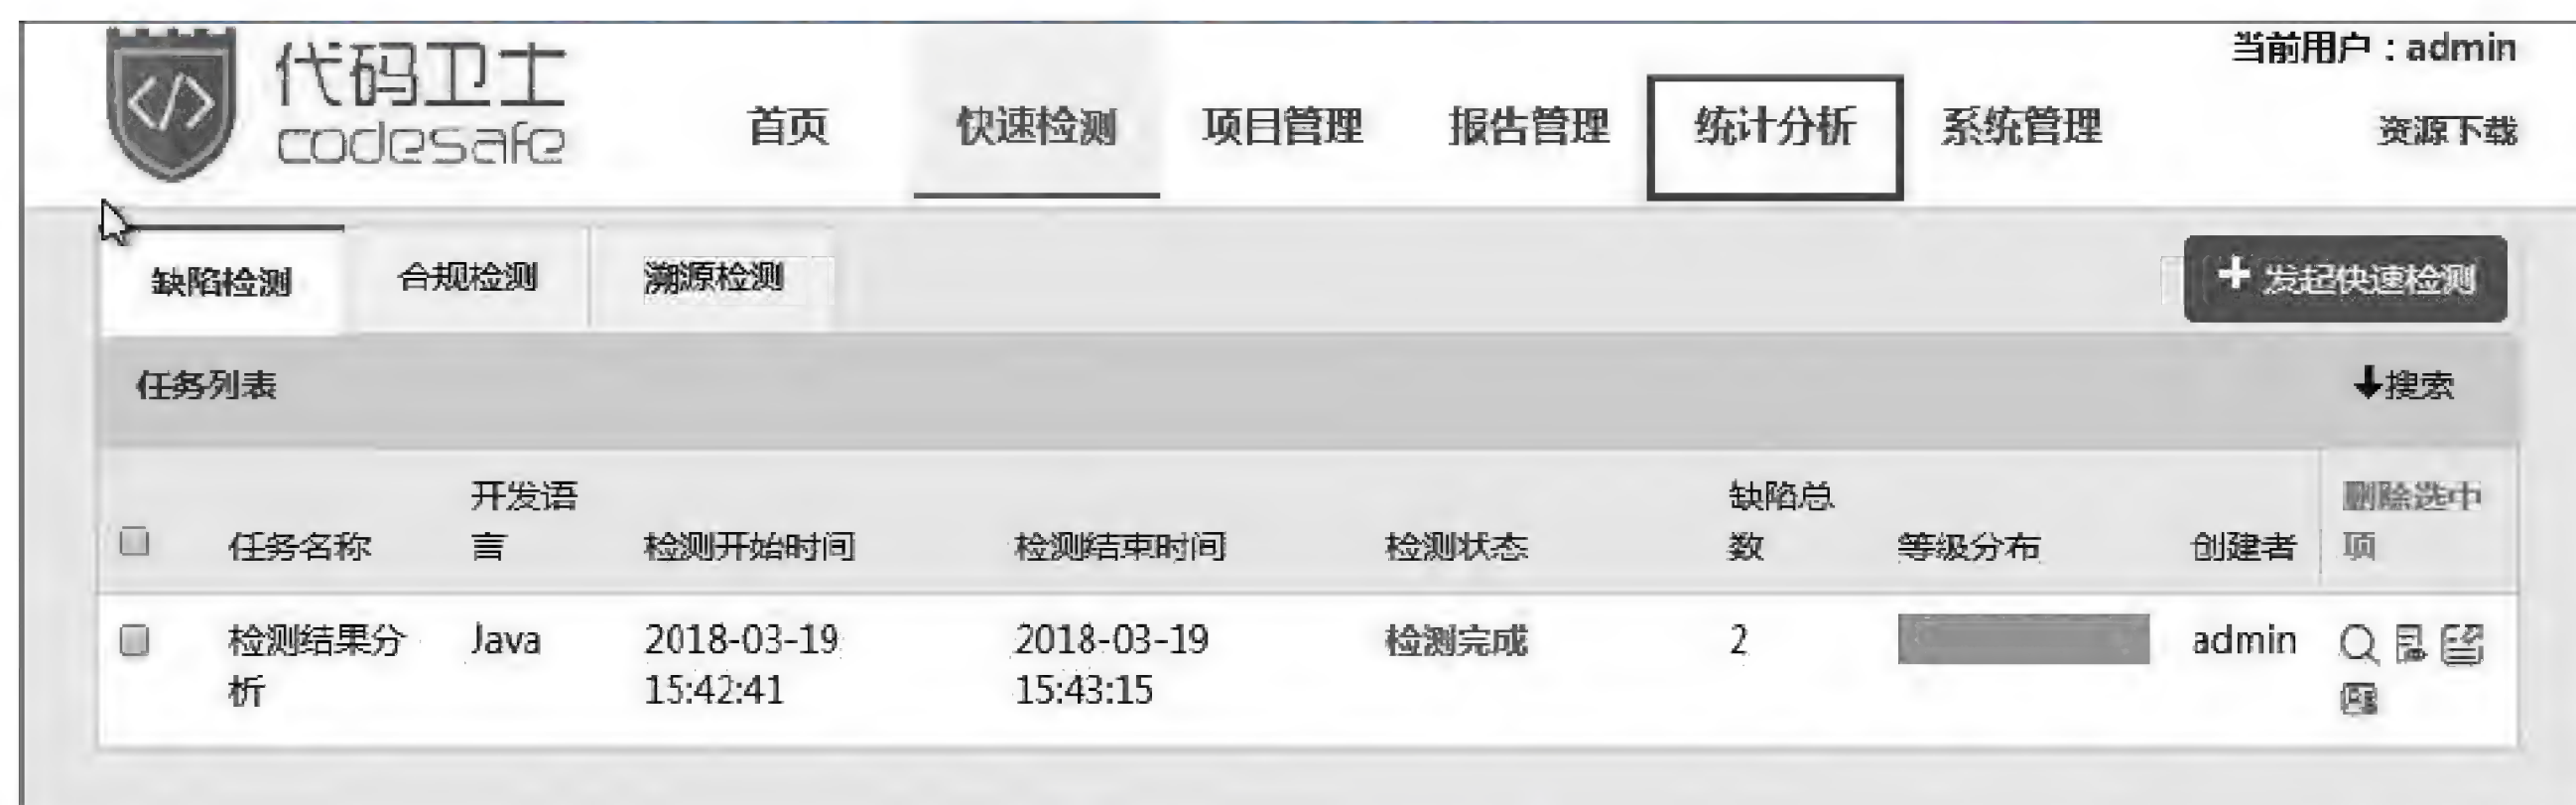 代码卫士
codesafe
当前用户：admin
首页 快速检测 项目管理 报告管理 统计分析 系统管理 资源下载
缺陷检测 合规检测 溯源检测 + 发起快速检测
任务列表 搜索
任务名称 开发语言 检测开始时间 检测结束时间 检测状态 缺陷总数 等级分布 创建者 删除选中项
检测结果分析 Java 2018-03-19 15:42:41 2018-03-19 15:43:15 检测完成 2 admin